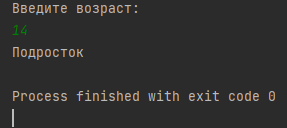 Введите возраст:
14
Подросток
Process finished with exit code 0